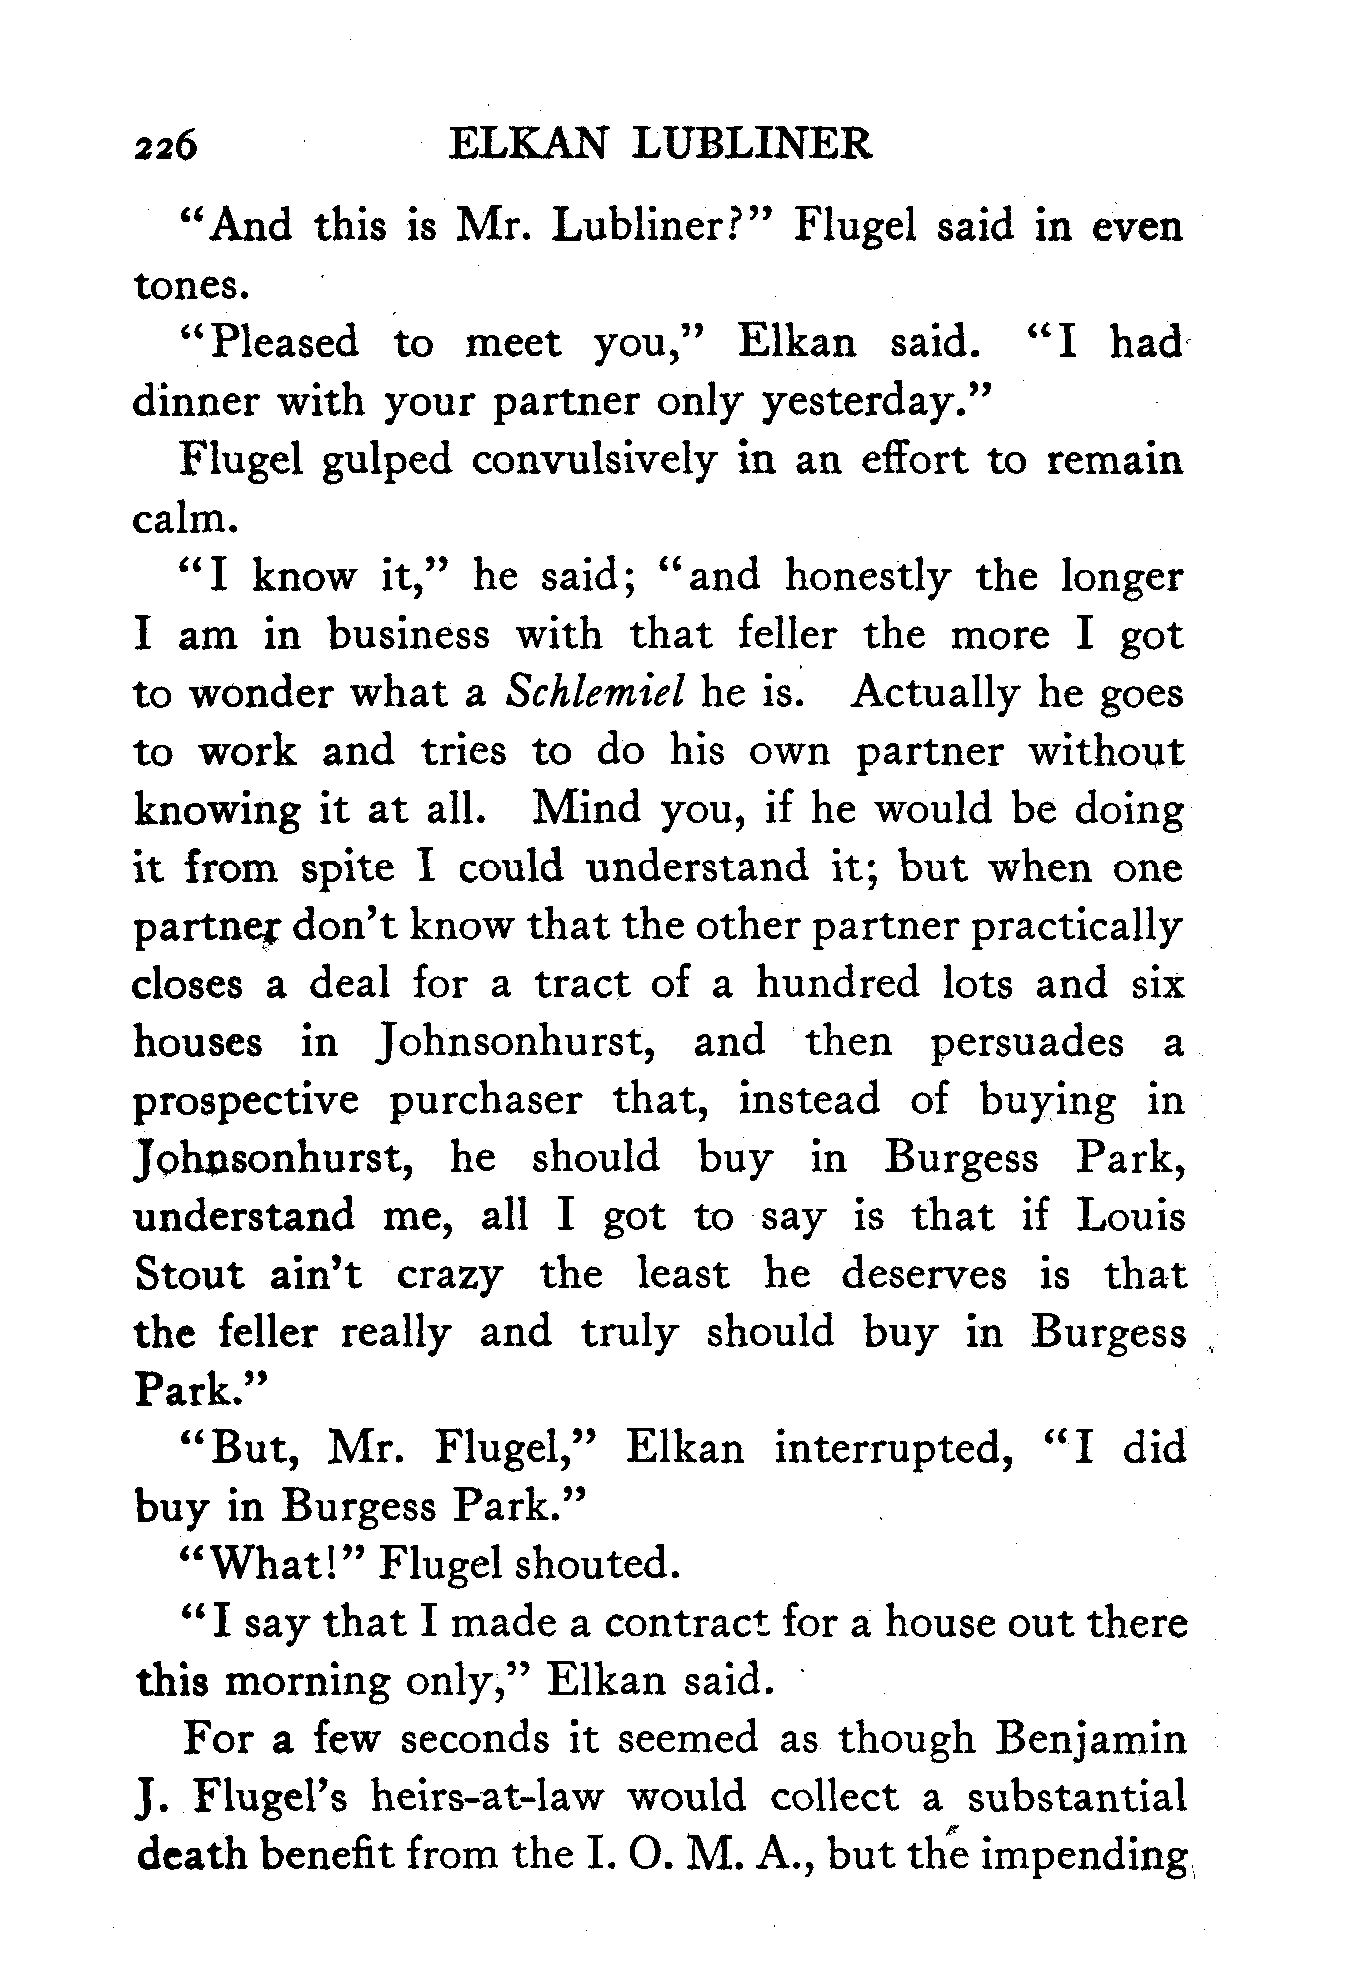 226 ELKAN LUBLINER
“And this is Mr. Lubliner?” Flugel said in even
tones.
“Pleased to meet you,” Elkan said. “I had
dinner with your partner only yesterday.”
Flugel gulped convulsively in an effort to remain
calm.
“I know it,” he said; “and honestly the longer
I am in business with that feller the more I got
to wonder what a Schlemiel he is. Actually he goes
to work and tries to do his own partner without
knowing it at all. Mind you, if he would be doing
it from spite I could understand it; but when one
partner don’t know that the other partner practically
closes a deal for a tract of a hundred lots and six
houses in Johnsonhurst, and then persuades a
prospective purchaser that, instead of buying in
Johnsonhurst, he should buy in Burgess Park,
understand me, all I got to say is that if Louis
Stout ain’t crazy the least he deserves is that
the feller really and truly should buy in Burgess
Park.”
“But, Mr. Flugel,” Elkan interrupted, “I did
buy in Burgess Park.”
“What!” Flugel shouted.
“I say that I made a contract for a house out there
this morning only,” Elkan said.
For a few seconds it seemed as though Benjamin
J. Flugel’s heirs-at-law would collect a substantial
death benefit from the I. O. M. A., but the impending